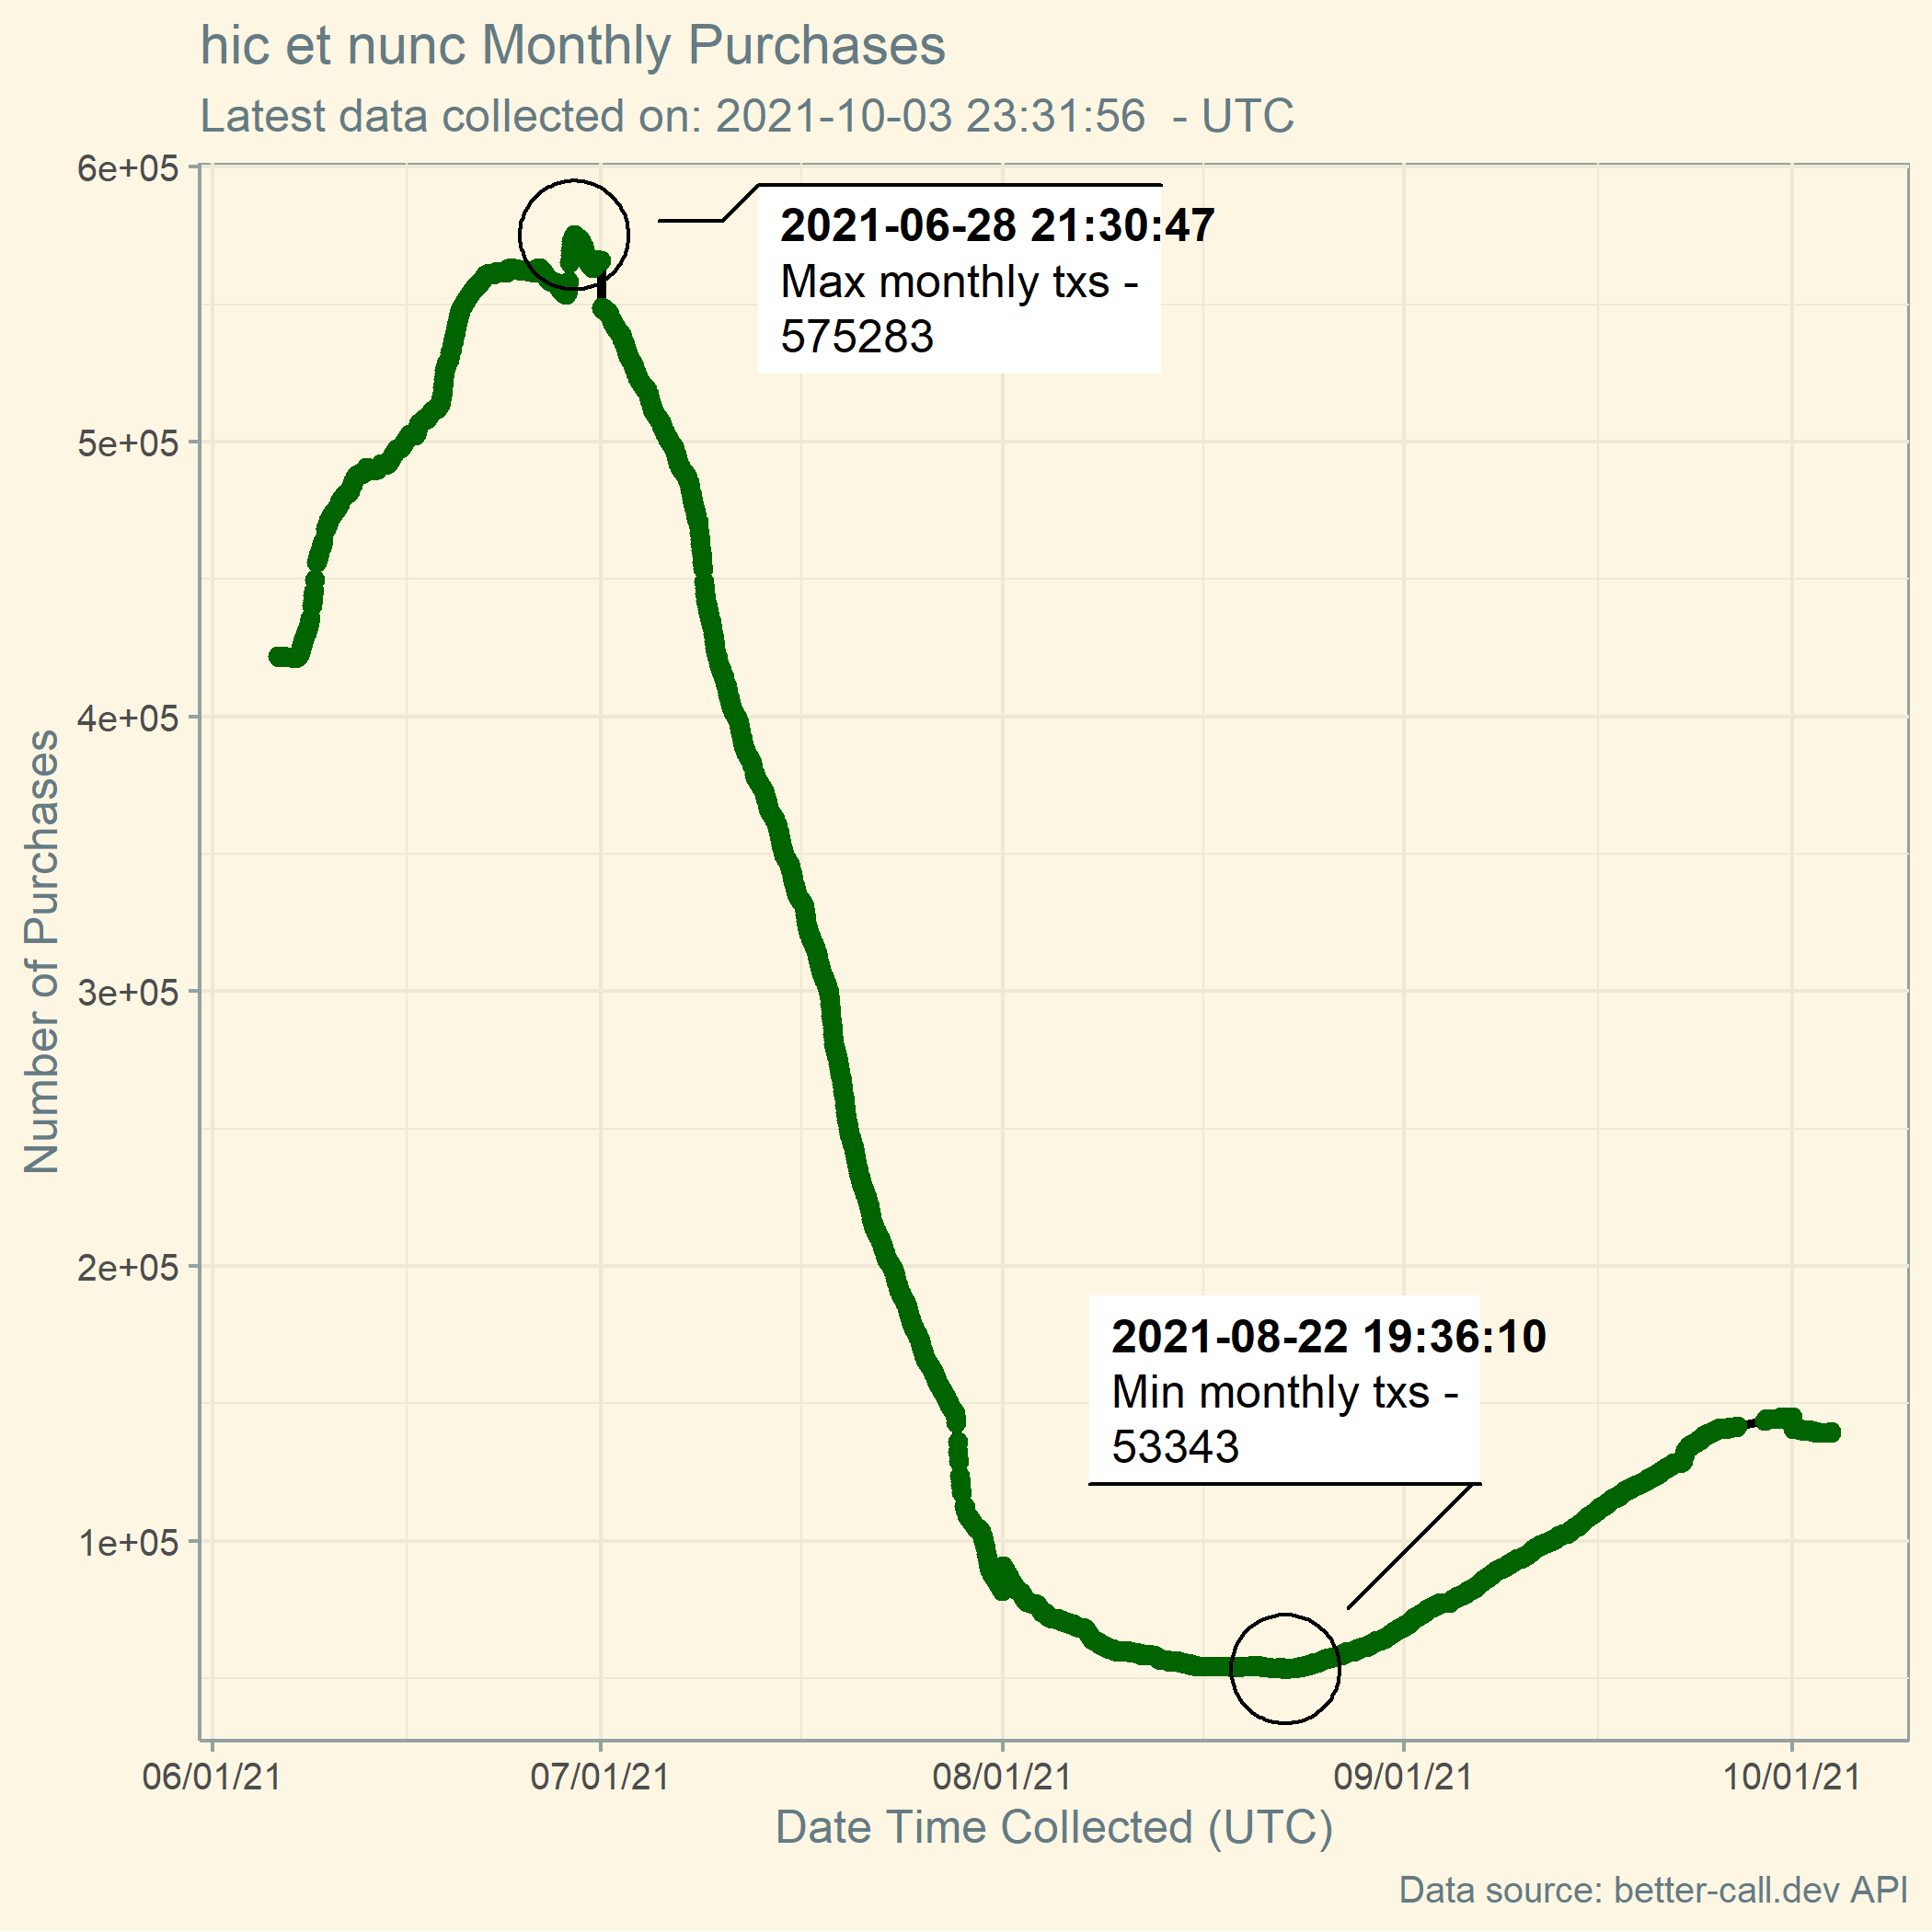 hic et nunc Monthly Purchases
Latest data collected on: 2021-10-03 23:31:56  - UTC
Number of Purchases
6e+05
5e+05
4e+05
3e+05
2e+05
1e+05
2021-06-28 21:30:47
Max monthly txs -
575283
2021-08-22 19:36:10
Min monthly txs -
53343
06/01/21
07/01/21
08/01/21
09/01/21
10/01/21
Date Time Collected (UTC)
Data source: better-call.dev API